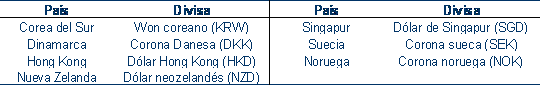 País Divisa País Divisa
Corea del Sur Won coreano (KRW) Singapur Dólar de Singapur (SGD)
Dinamarca Corona Danesa (DKK) Suecia Corona sueca (SEK)
Hong Kong Dólar Hong Kong (HKD) Noruega Corona noruega (NOK)
Nueva Zelanda Dólar neozelandés (NZD)